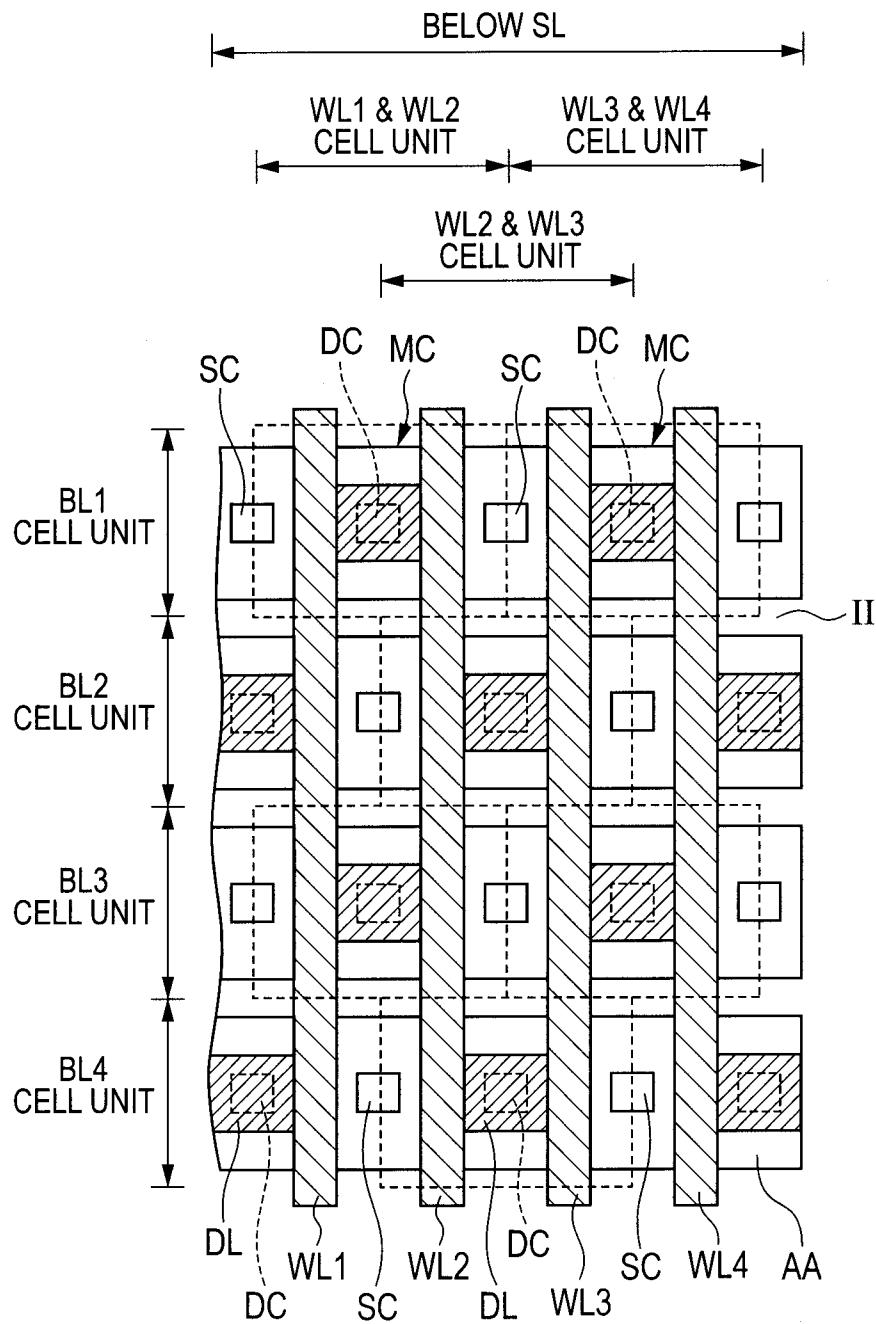 BELOW SL
WL1 & WL2
CELL UNIT
WL3 & WL4
CELL UNIT
WL2 & WL3
CELL UNIT
SC
DC
MC
SC
DC
MC
BL1
CELL UNIT
II
BL2
CELL UNIT
BL3
CELL UNIT
BL4
CELL UNIT
DL
DC
WL1
SC
WL2
DL
DC
WL3
SC
WL4
AA